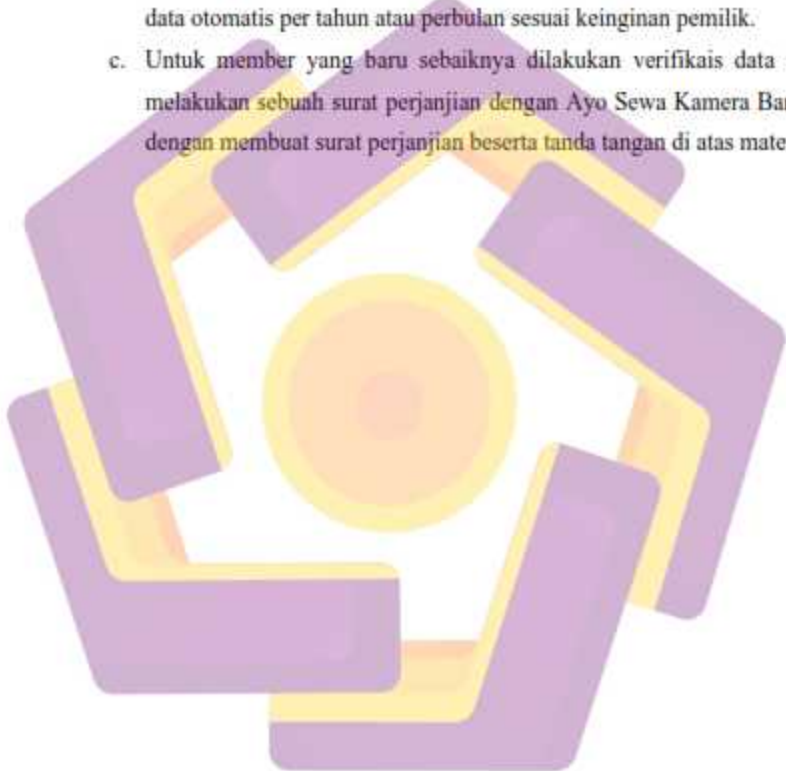 data otomatis per tahun atau perbulan sesuai keinginan pemilik.
c. Untuk member yang baru sebaiknya dilakukan verifikais data
melakukan sebuah surat perjanjian dengan Ayo Sewa Kamera
dengan membuat surat perjanjian beserta tanda tangan di atas